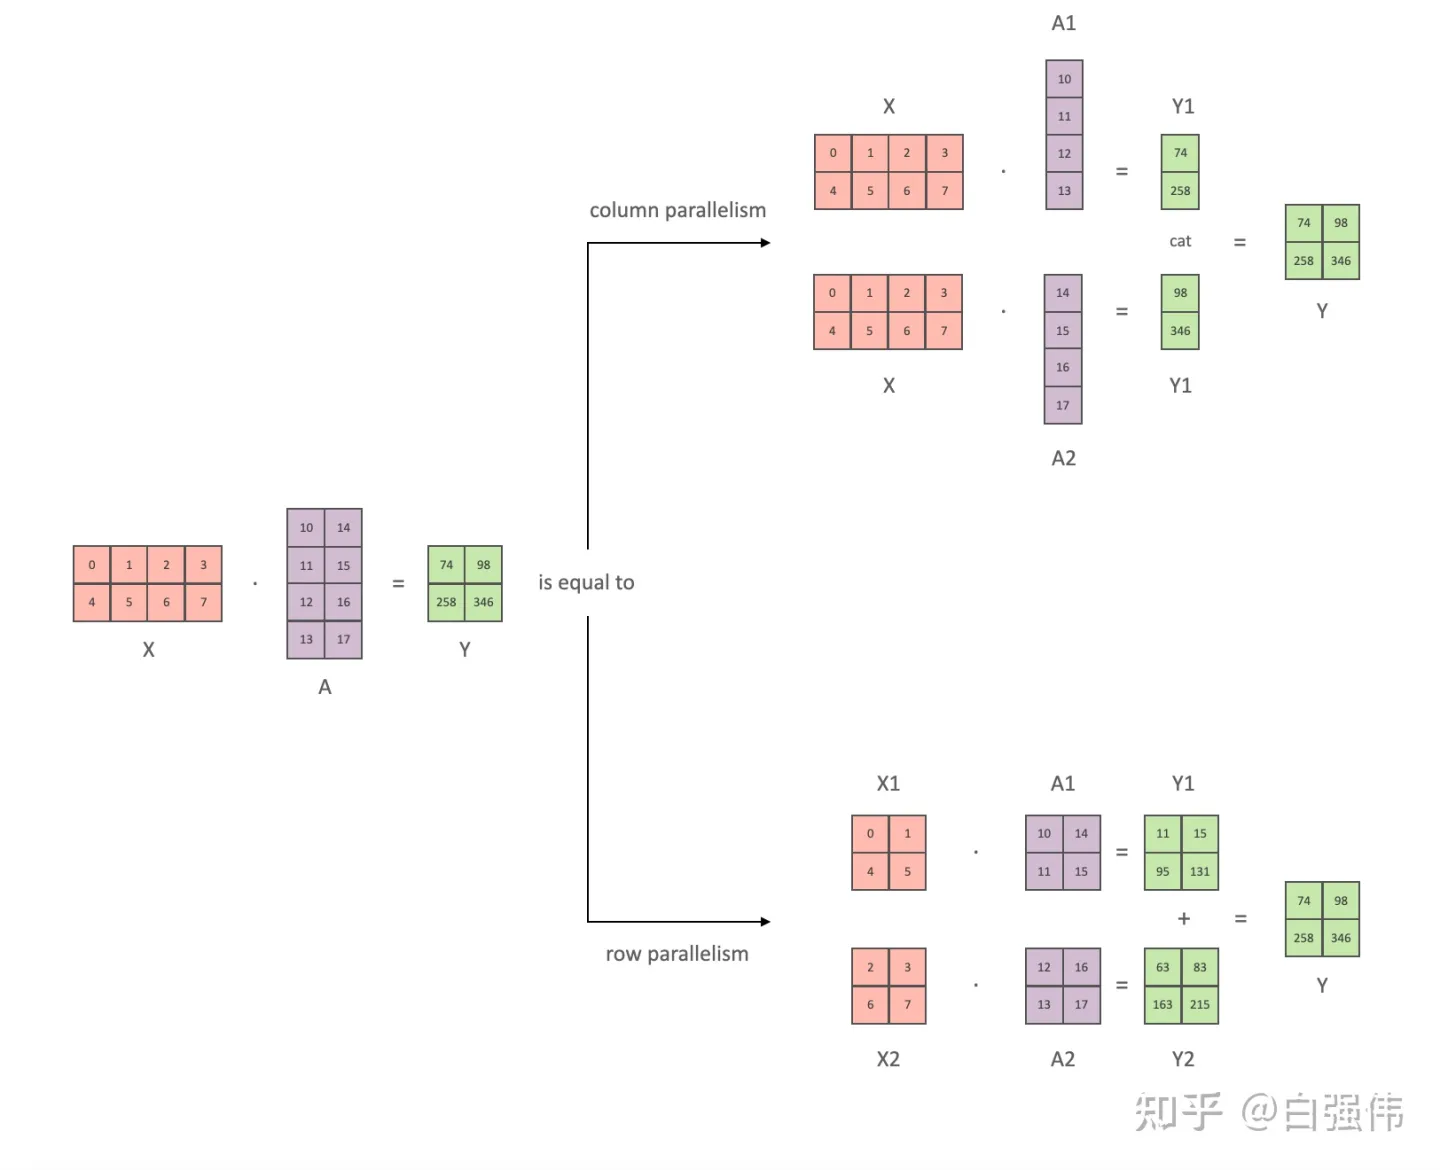 A1
10
X
11
Y1
0 1 2 3
12
74
4 5 6 7
·
13
=
258
column parallelism
74 98
cat
=
258 346
0 1 2 3
14
98
Y
4 5 6 7
·
15
=
346
16
X
Y1
17
A2
10 14
0 1 2 3
11 15
74 98
·
=
is equal to
4 5 6 7
12 16
258 346
13 17
X
Y
A
X1
A1
Y1
0 1
10 14
11 15
·
=
4 5
11 15
95 131
74 98
+
=
258 346
row parallelism
2 3
12 16
63 83
Y
·
=
6 7
13 17
163 215
X2
A2
Y2
知乎 @白强伟